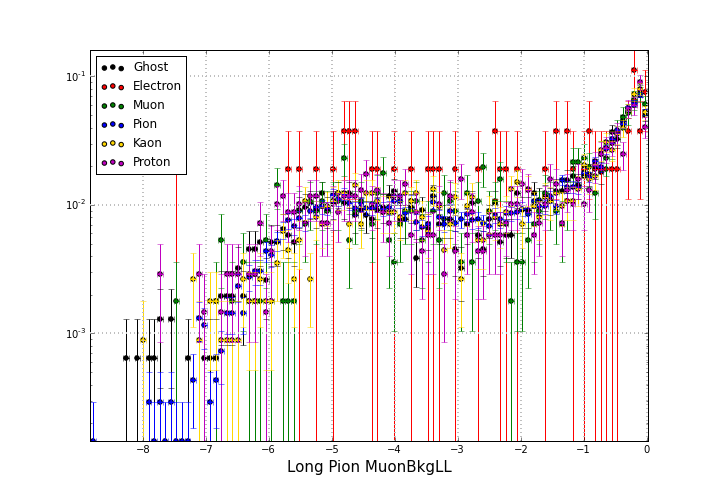 Ghost
Electron
Muon
Pion
Kaon
Proton
10⁻¹
10⁻²
10⁻³
−8 −7 −6 −5 −4 −3 −2 −1 0
Long Pion MuonBkgLL